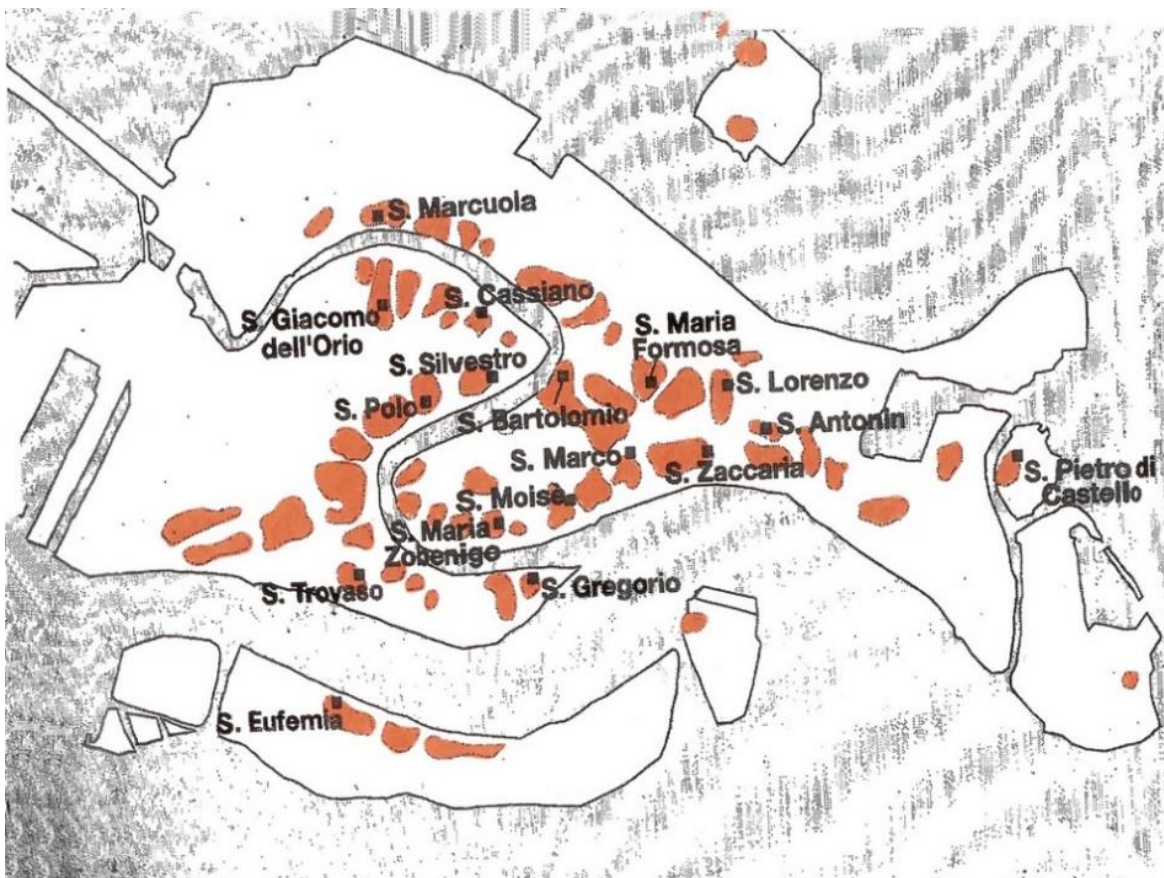 S. Marcuola
S. Cassiano
S. Giacomo
dell'Orio
S. Maria
Formosa
S. Silvestro
S. Lorenzo
S. Polo
S. Bartolomio
S. Antonin
S. Marco
S. Zaccaria
S. Pietro di
Castello
S. Moise
S. Maria
Zobenigo
S. Trovaso
S. Gregorio
S. Eufemia